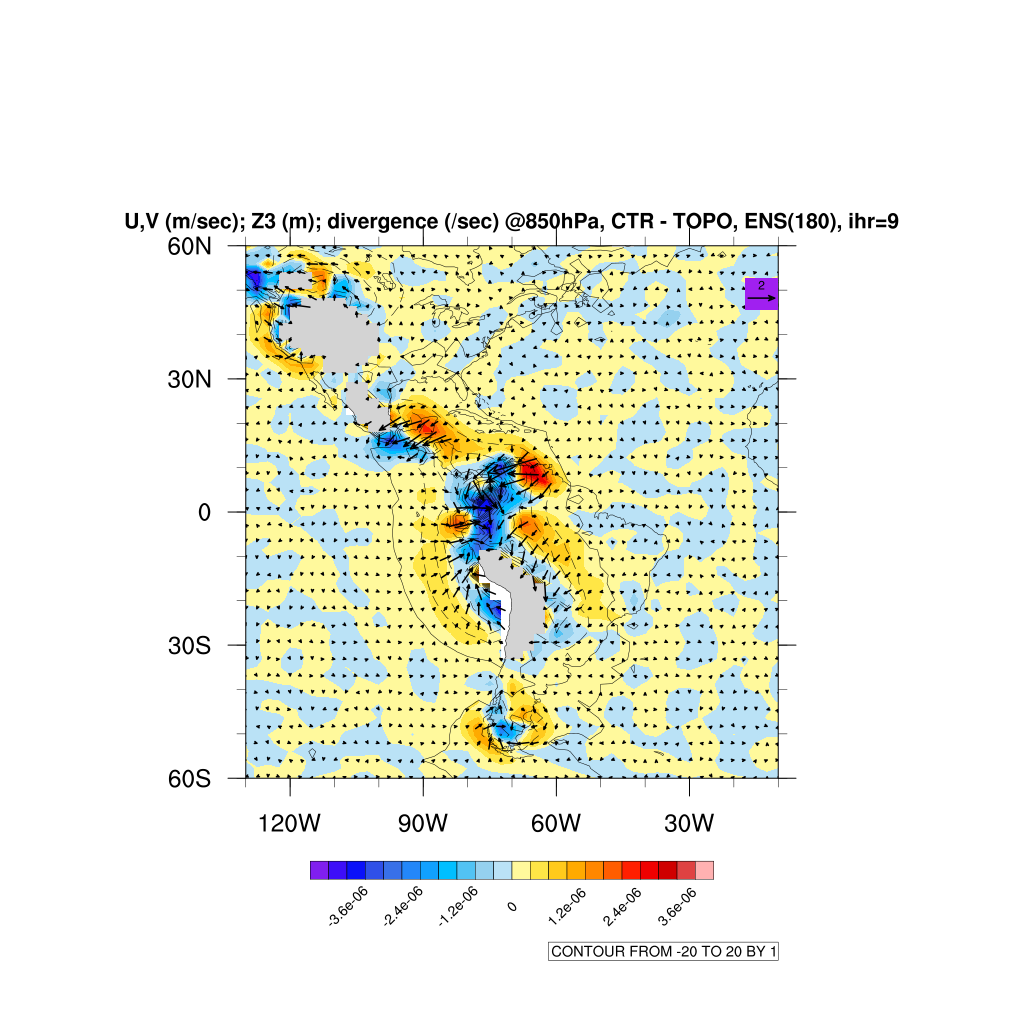 U,V (m/sec); Z3 (m); divergence (/sec) @850hPa, CTR - TOPO, ENS(180), ihr=9
60N
2
30N
0
30S
60S
120W 90W 60W 30W
-3.6e-06 -2.4e-06 -1.2e-06 0 1.2e-06 2.4e-06 3.6e-06
CONTOUR FROM -20 TO 20 BY 1